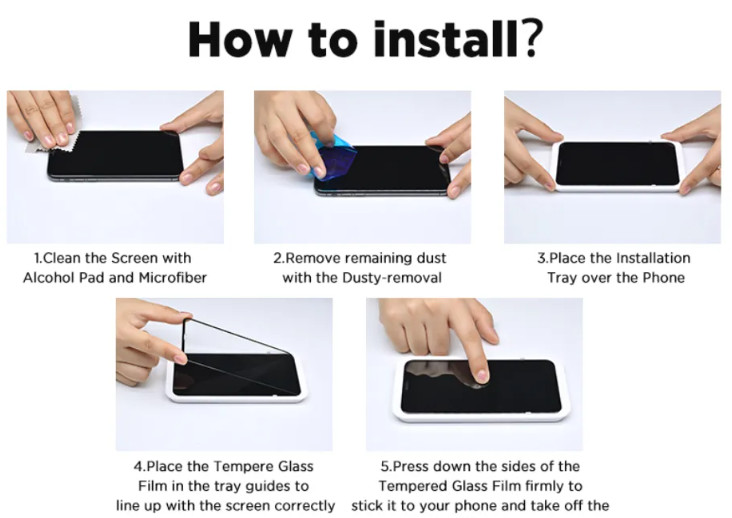 How to install?
1.Clean the Screen with
Alcohol Pad and Microfiber
2.Remove remaining dust
with the Dusty-removal
3.Place the Installation
Tray over the Phone
4.Place the Tempere Glass
Film in the tray guides to
line up with the screen correctly
5.Press down the sides of the
Tempered Glass Film firmly to
stick it to your phone and take off the